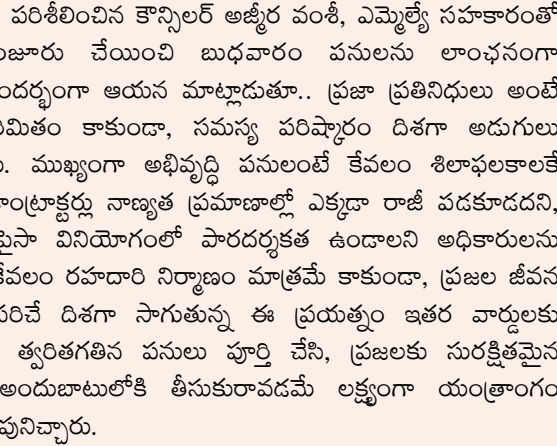 పరిశీలించిన కౌన్సిలర్ అజ్మీర వంశీ, ఎమ్మెల్యే సహకారంతో
ంజూరు చేయించి బుధవారం పనులను లాంఛనంగా
ందర్భంగా ఆయన మాట్లాడుతూ.. ప్రజా ప్రతినిధులు అంటే
మితం కాకుండా, సమస్య పరిష్కారం దిశగా అడుగులు
. ముఖ్యంగా అభివృద్ధి పనులంటే కేవలం శిలాఫలకాలకే
ాంట్రాక్టర్లు నాణ్యత ప్రమాణాల్లో ఎక్కడా రాజీ పడకూడదని,
పైసా వినియోగంలో పారదర్శకత ఉండాలని అధికారులను
కేవలం రహదారి నిర్మాణం మాత్రమే కాకుండా, ప్రజల జీవన
పరిచే దిశగా సాగుతున్న ఈ ప్రయత్నం ఇతర వార్డులకు
త్వరితగతిన పనులు పూర్తి చేసి, ప్రజలకు సురక్షితమైన
అందుబాటులోకి తీసుకురావడమే లక్ష్యంగా యంత్రాంగం
పునిచ్చారు.